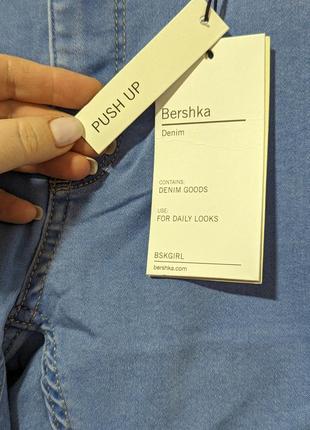 PUSH UP
Bershka
Denim
CONTAINS:
DENIM GOODS
USE:
FOR DAILY LOOKS
BSKGIRL
bershka.com